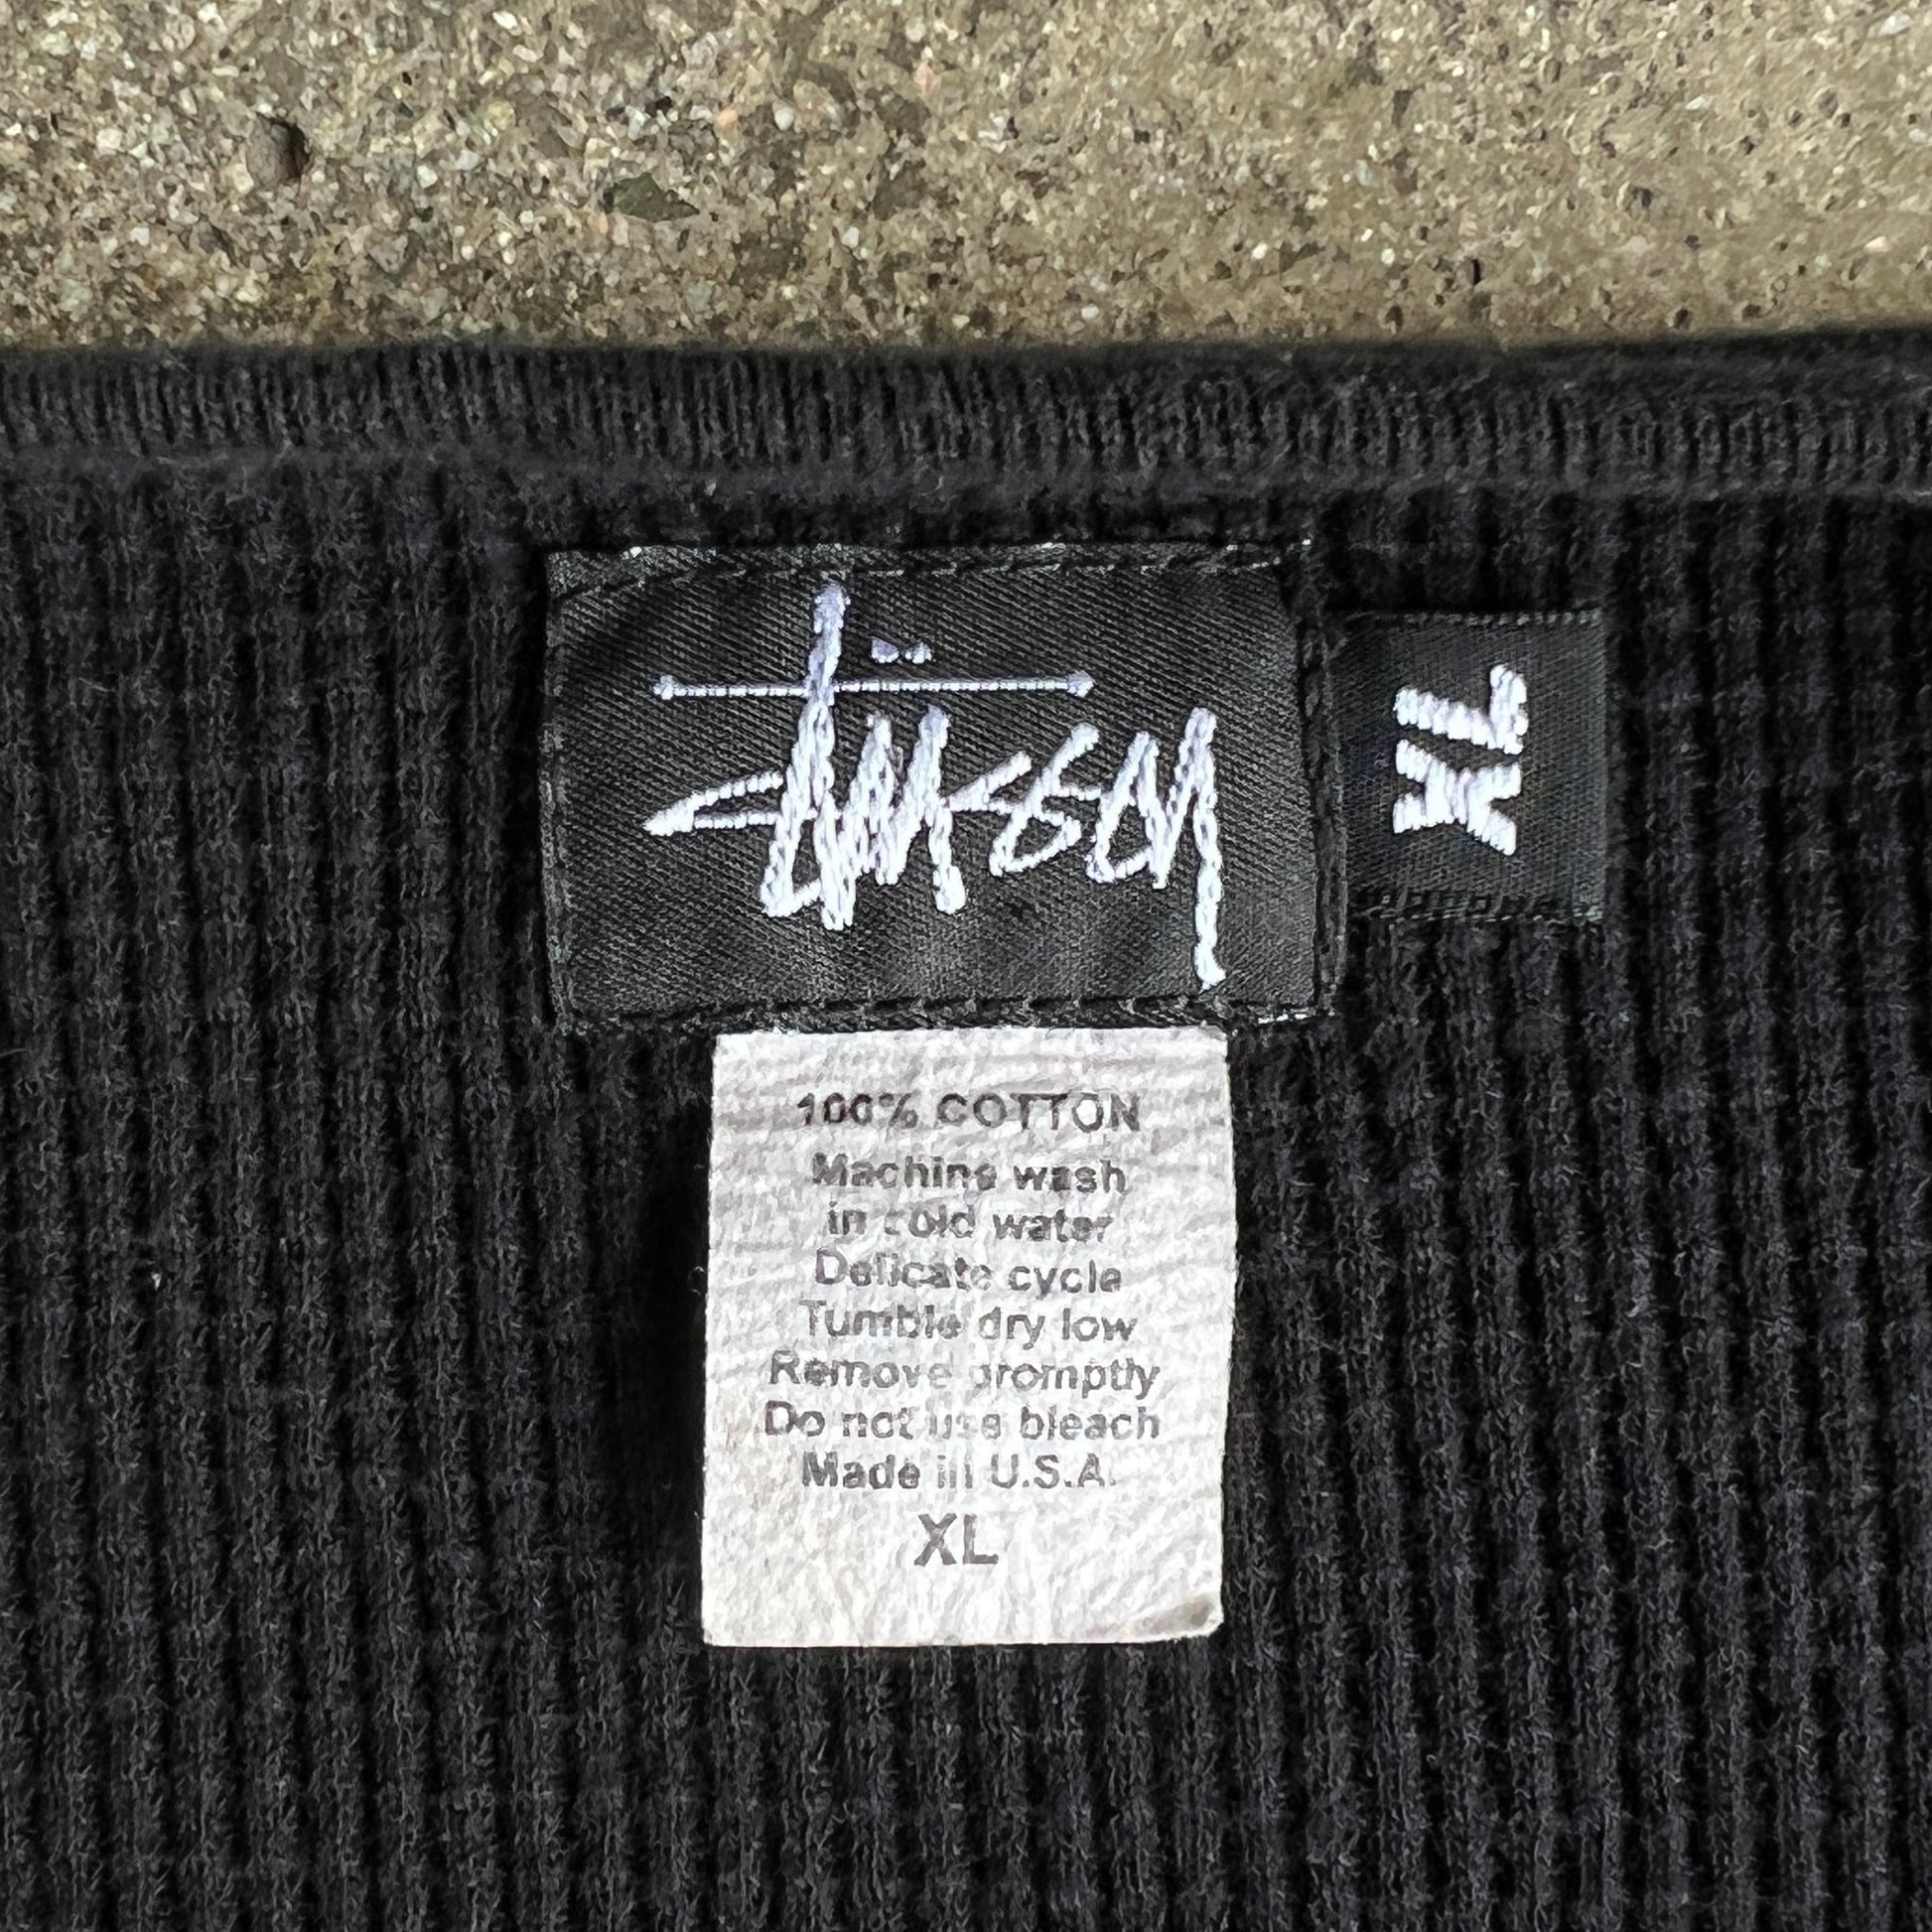 Stüssy
XL
100% COTTON
Machine wash
in cold water
Delicate cycle
Tumble dry low
Remove promptly
Do not use bleach
Made in U.S.A.
XL